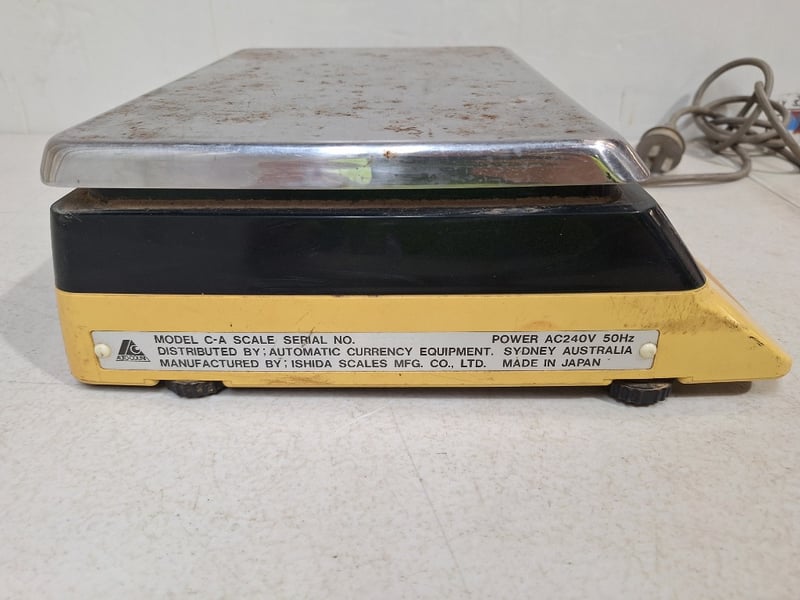 MODEL C-A SCALE SERIAL NO. POWER AC240V 50Hz
DISTRIBUTED BY; AUTOMATIC CURRENCY EQUIPMENT. SYDNEY AUSTRALIA
MANUFACTURED BY; ISHIDA SCALES MFG. CO., LTD. MADE IN JAPAN